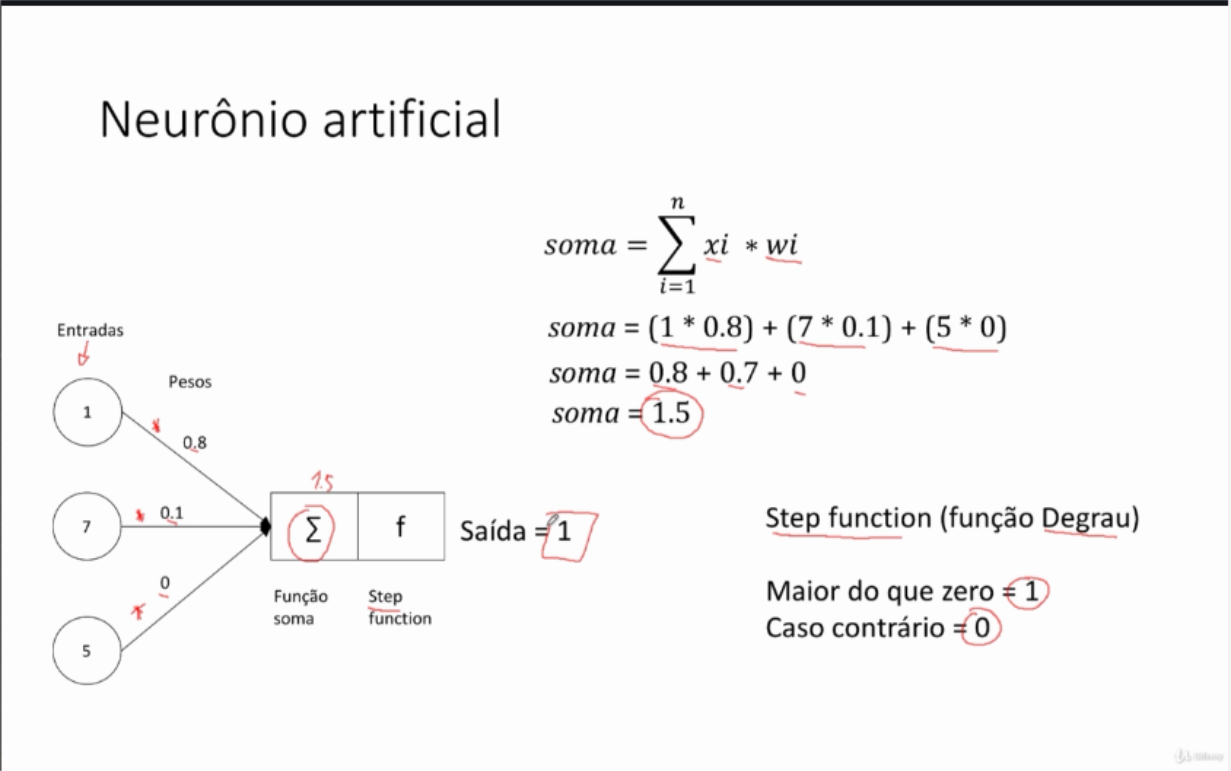 Neurônio artificial
n
soma = ∑ xi * wi
i=1
soma = (1 * 0.8) + (7 * 0.1) + (5 * 0)
soma = 0.8 + 0.7 + 0
soma = 1.5
Entradas
Pesos
1
0.8
7
0.1
5
0
1.5
Σ
f
Saída = 1
Função
soma
Step
function
Step function (função Degrau)
Maior do que zero = 1
Caso contrário = 0
Udemy